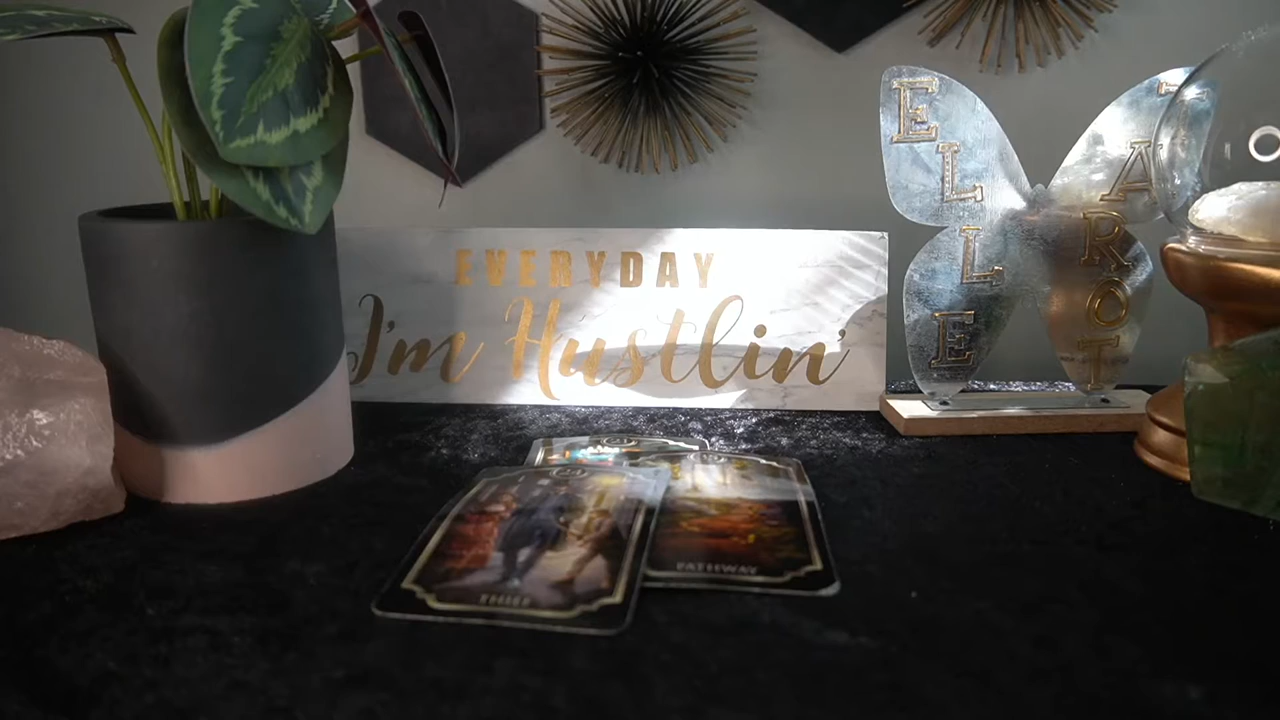 EVERYDAY
I'm Hustlin'
ELLE
TAROT
THIEF
PATHWAY